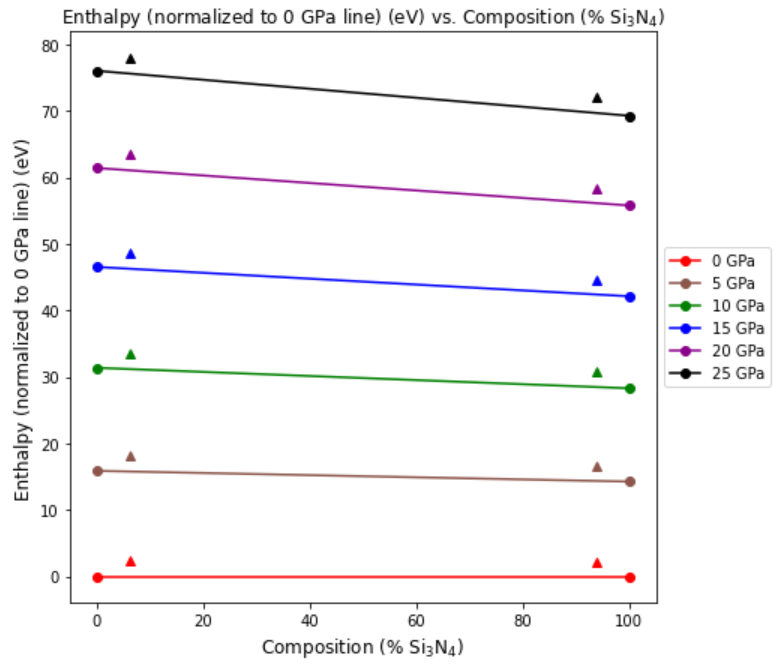 Enthalpy (normalized to 0 GPa line) (eV) vs. Composition (% Si₃N₄)
Enthalpy (normalized to 0 GPa line) (eV)
80
70
60
50
40
30
20
10
0
0 20 40 60 80 100
Composition (% Si₃N₄)
0 GPa
5 GPa
10 GPa
15 GPa
20 GPa
25 GPa